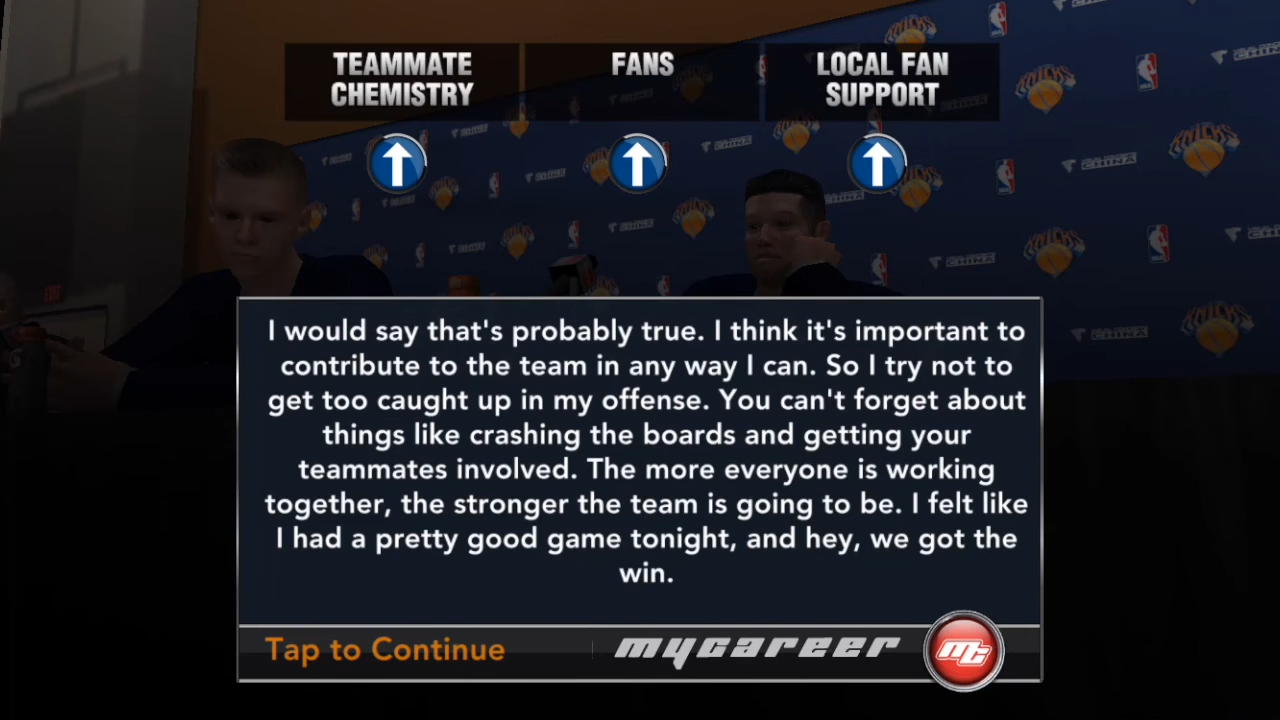 TEAMMATE
CHEMISTRY
FANS
LOCAL FAN
SUPPORT
I would say that's probably true. I think it's important to
contribute to the team in any way I can. So I try not to
get too caught up in my offense. You can't forget about
things like crashing the boards and getting your
teammates involved. The more everyone is working
together, the stronger the team is going to be. I felt like
I had a pretty good game tonight, and hey, we got the
win.
Tap to Continue
mycareer
mc
KNICKS
NBA
CHINA
EXIT